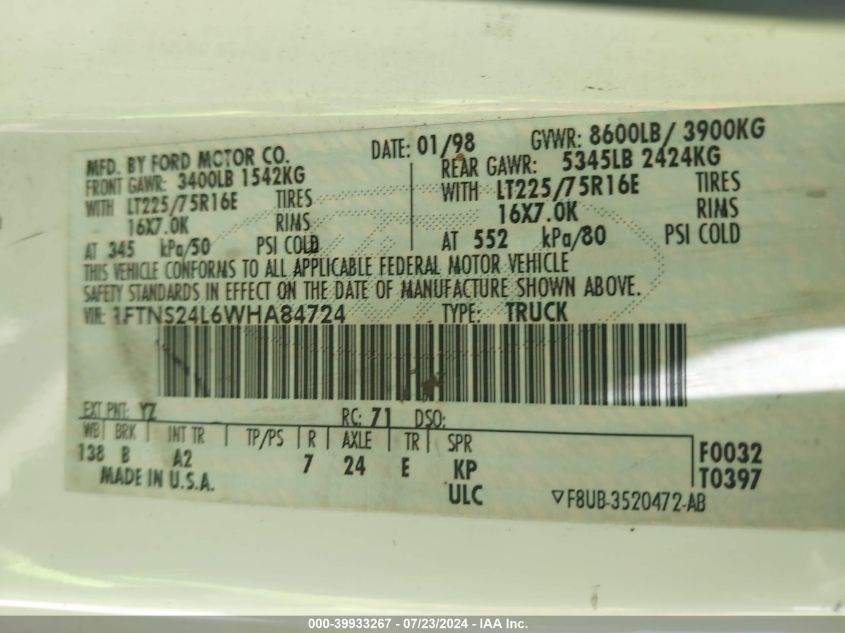 MFD. BY FORD MOTOR CO. DATE: 01/98 GVWR: 8600LB/ 3900KG
FRONT GAWR: 3400LB 1542KG REAR GAWR: 5345LB 2424KG
WITH LT225/75R16E TIRES WITH LT225/75R16E TIRES
16X7.0K RIMS 16X7.0K RIMS
AT 345 kPa/50 PSI COLD AT 552 kPa/80 PSI COLD
THIS VEHICLE CONFORMS TO ALL APPLICABLE FEDERAL MOTOR VEHICLE
SAFETY STANDARDS IN EFFECT ON THE DATE OF MANUFACTURE SHOWN ABOVE.
VIN: 1FTNS24L6WHA84724 TYPE: TRUCK
EXT PNT: YZ RC: 71 DSO:
WB BRK INT TR TP/PS R AXLE TR SPR F0032
138 B A2 7 24 E KP T0397
MADE IN U.S.A. ULC ▽F8UB-3520472-AB
000-39933267 - 07/23/2024 - IAA Inc.